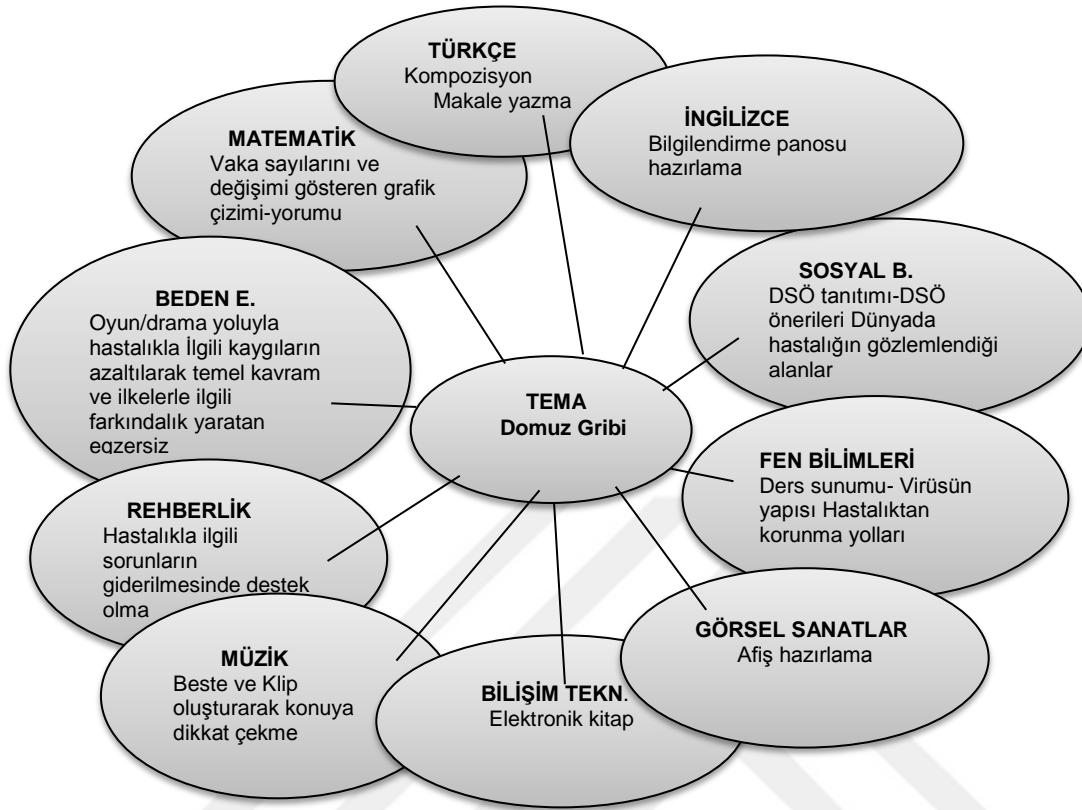 TÜRKÇE
Kompozisyon
Makale yazma
İNGİLİZCE
Bilgilendirme panosu
hazırlama
MATEMATİK
Vaka sayılarını ve
değişimi gösteren grafik
çizimi-yorumu
SOSYAL B.
DSÖ tanıtımı-DSÖ
önerileri Dünyada
hastalığın gözlemlendiği
alanlar
BEDEN E.
Oyun/drama yoluyla
hastalıkla İlgili kaygıların
azaltılarak temel kavram
ve ilkelerle ilgili
farkındalık yaratan
egzersiz
TEMA
Domuz Gribi
FEN BİLİMLERİ
Ders sunumu- Virüsün
yapısı Hastalıktan
korunma yolları
REHBERLİK
Hastalıkla ilgili
sorunların
giderilmesinde destek
olma
GÖRSEL SANATLAR
Afiş hazırlama
MÜZİK
Beste ve Klip
oluşturarak konuya
dikkat çekme
BİLİŞİM TEKN.
Elektronik kitap